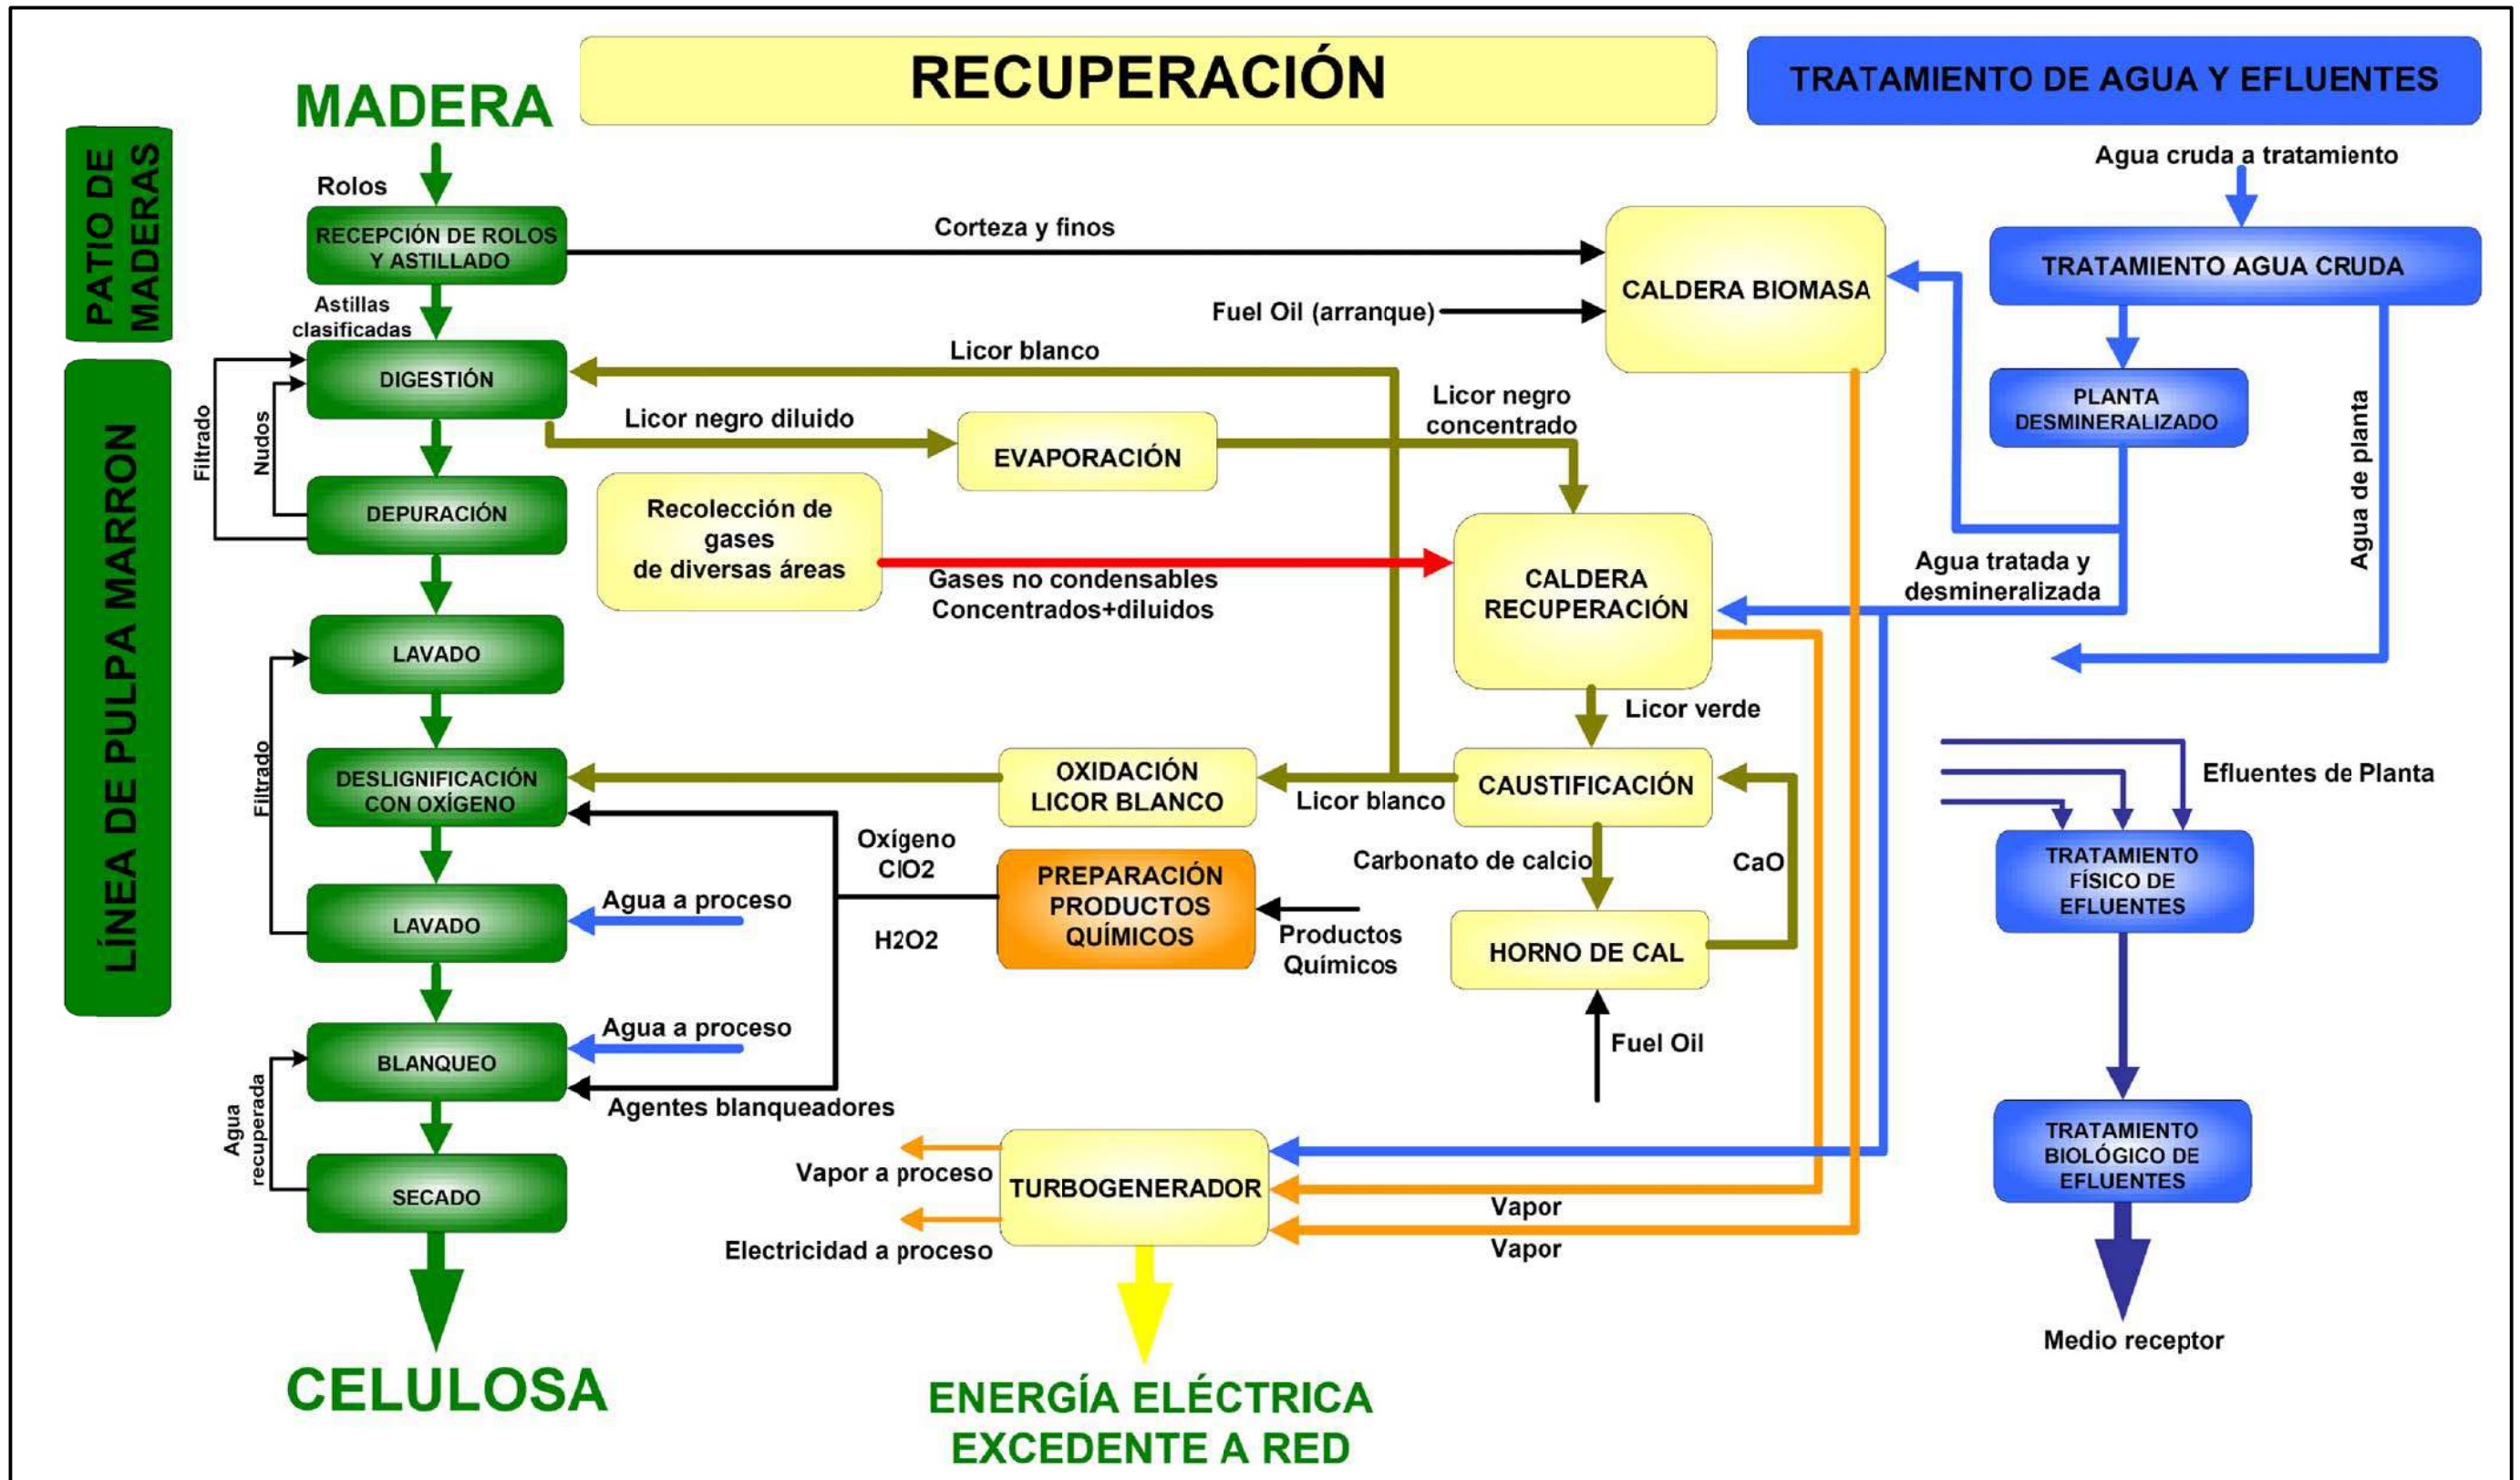 RECUPERACIÓN
TRATAMIENTO DE AGUA Y EFLUENTES
MADERA
PATIO DE
MADERAS
Rolos
RECEPCIÓN DE ROLOS
Y ASTILLADO
Corteza y finos
CALDERA BIOMASA
Fuel Oil (arranque)
Agua cruda a tratamiento
TRATAMIENTO AGUA CRUDA
PLANTA
DESMINERALIZADO
Agua de planta
Agua tratada y
desmineralizada
Astillas
clasificadas
LÍNEA DE PULPA MARRON
DIGESTIÓN
Licor blanco
Filtrado
Nudos
Licor negro diluido
EVAPORACIÓN
Licor negro
concentrado
DEPURACIÓN
Recolección de
gases
de diversas áreas
Gases no condensables
Concentrados+diluidos
CALDERA
RECUPERACIÓN
LAVADO
Licor verde
Filtrado
DESLIGNIFICACIÓN
CON OXÍGENO
OXIDACIÓN
LICOR BLANCO
Licor blanco
CAUSTIFICACIÓN
Efluentes de Planta
Oxígeno
ClO2
H2O2
PREPARACIÓN
PRODUCTOS
QUÍMICOS
Productos
Químicos
Carbonato de calcio
CaO
TRATAMIENTO
FÍSICO DE
EFLUENTES
LAVADO
Agua a proceso
HORNO DE CAL
Fuel Oil
BLANQUEO
Agua a proceso
Agentes blanqueadores
Agua
recuperada
SECADO
Vapor a proceso
TURBOGENERADOR
Electricidad a proceso
Vapor
Vapor
TRATAMIENTO
BIOLÓGICO DE
EFLUENTES
Medio receptor
CELULOSA
ENERGÍA ELÉCTRICA
EXCEDENTE A RED